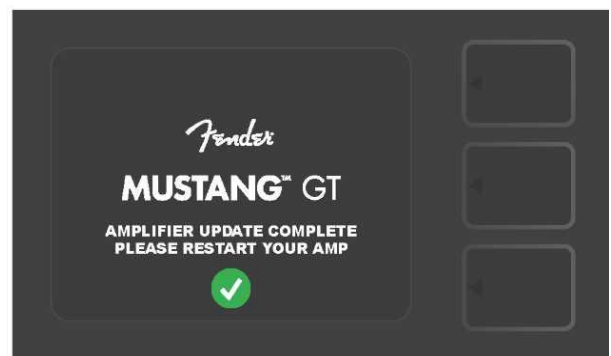 Fender
MUSTANG™ GT
AMPLIFIER UPDATE COMPLETE
PLEASE RESTART YOUR AMP